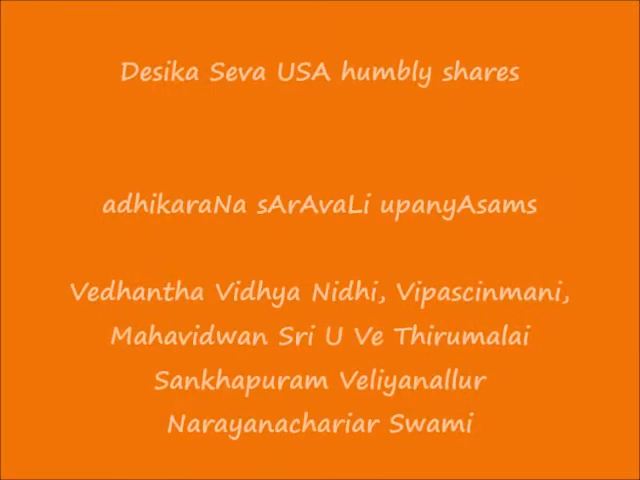 Desika Seva USA humbly shares
adhikaraNa sArAvaLi upanyAsams
Vedhantha Vidhya Nidhi, Vipascinmani,
Mahavidwan Sri U Ve Thirumalai
Sankhapuram Veliyanallur
Narayanachariar Swami